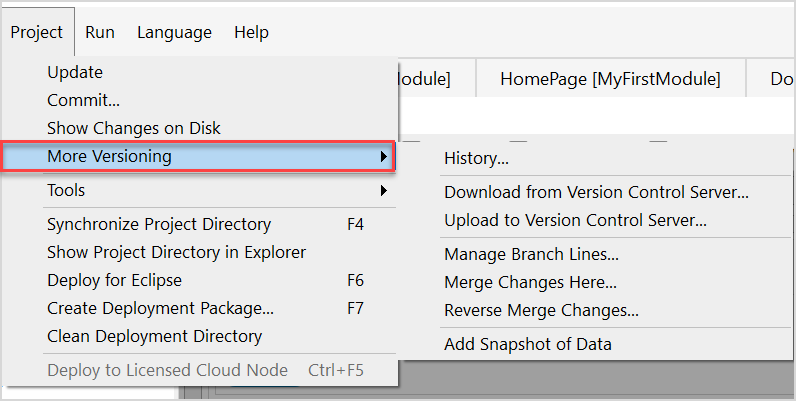 Project Run Language Help
odule] HomePage [MyFirstModule] Do
Update
Commit...
Show Changes on Disk
More Versioning
Tools
Synchronize Project Directory F4
Show Project Directory in Explorer
Deploy for Eclipse F6
Create Deployment Package... F7
Clean Deployment Directory
Deploy to Licensed Cloud Node Ctrl+F5
History...
Download from Version Control Server...
Upload to Version Control Server...
Manage Branch Lines...
Merge Changes Here...
Reverse Merge Changes...
Add Snapshot of Data